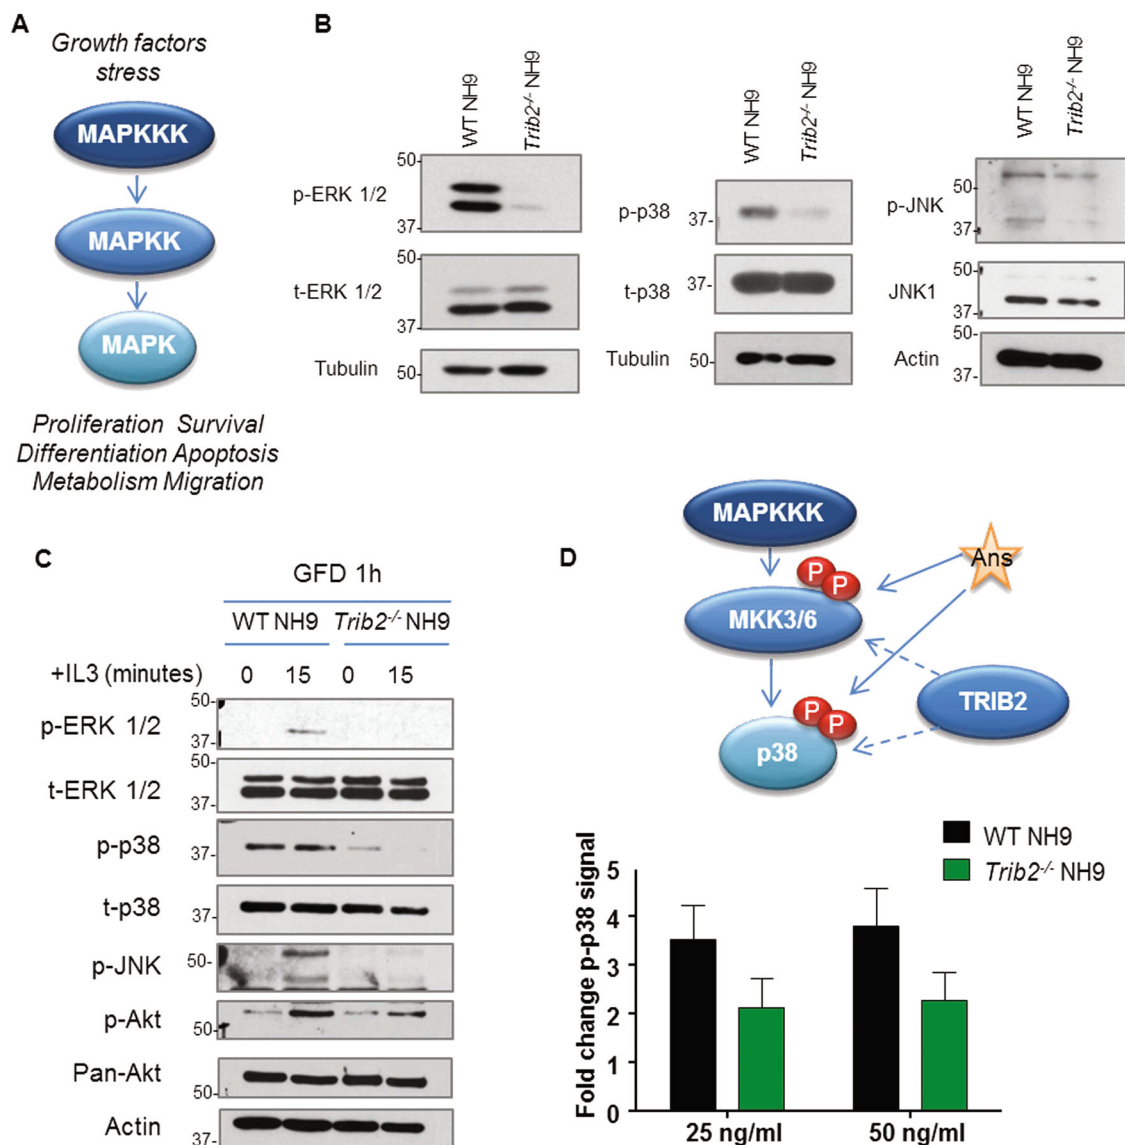 A
Growth factors
stress
MAPKKK
MAPKK
MAPK
Proliferation Survival
Differentiation Apoptosis
Metabolism Migration
B
WT NH9
Trib2-/- NH9
p-ERK 1/2
50-
37-
t-ERK 1/2
50-
37-
Tubulin
50-
WT NH9
Trib2-/- NH9
p-p38
37-
t-p38
37-
Tubulin
50-
WT NH9
Trib2-/- NH9
p-JNK
50-
37-
JNK1
50-
37-
Actin
37-
C
GFD 1h
WT NH9 Trib2-/- NH9
+IL3 (minutes) 0 15 0 15
p-ERK 1/2
50-
37-
t-ERK 1/2
50-
37-
p-p38
37-
t-p38
37-
p-JNK
50-
p-Akt
50-
Pan-Akt
50-
Actin
37-
D
MAPKKK
Ans
P
P
MKK3/6
TRIB2
P
P
p38
WT NH9
Trib2-/- NH9
Fold change p-p38 signal
5
4
3
2
1
0
25 ng/ml 50 ng/ml